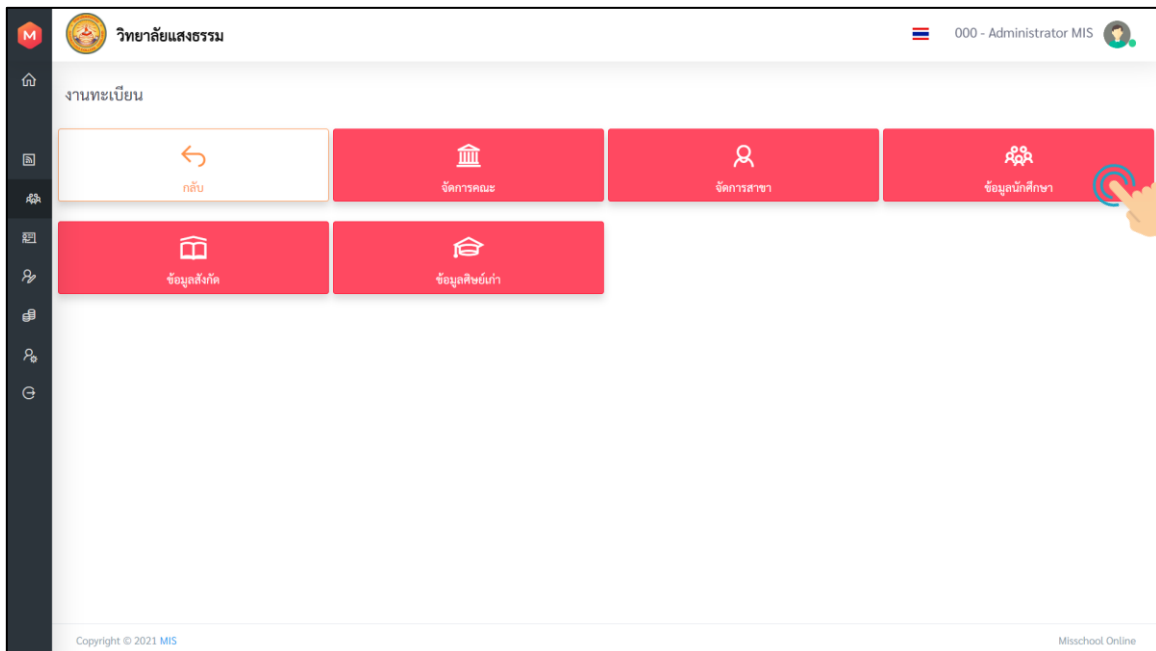 M
วิทยาลัยแสงธรรม
000 - Administrator MIS
งานทะเบียน
กลับ
จัดการคณะ
จัดการสาขา
ข้อมูลนักศึกษา
ข้อมูลสังกัด
ข้อมูลศิษย์เก่า
Copyright © 2021 MIS
Misschool Online